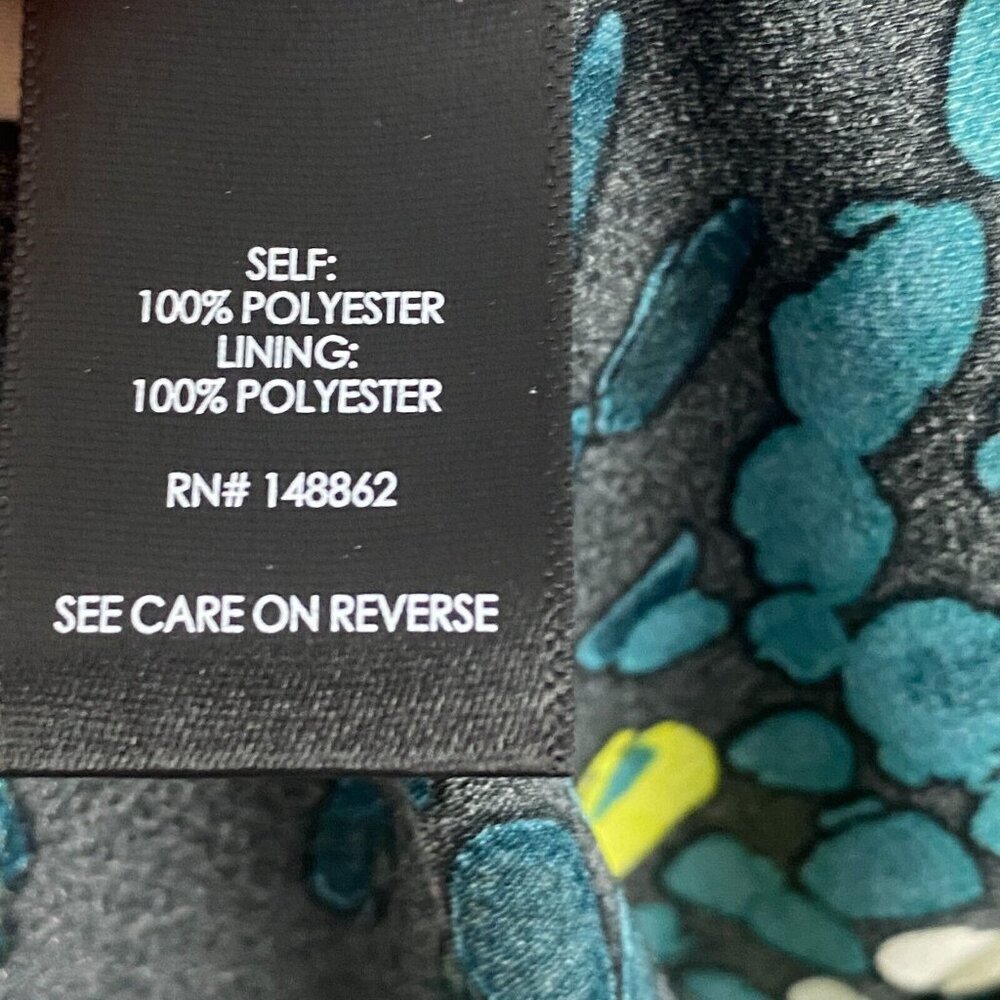 SELF:
100% POLYESTER
LINING:
100% POLYESTER
RN# 148862
SEE CARE ON REVERSE